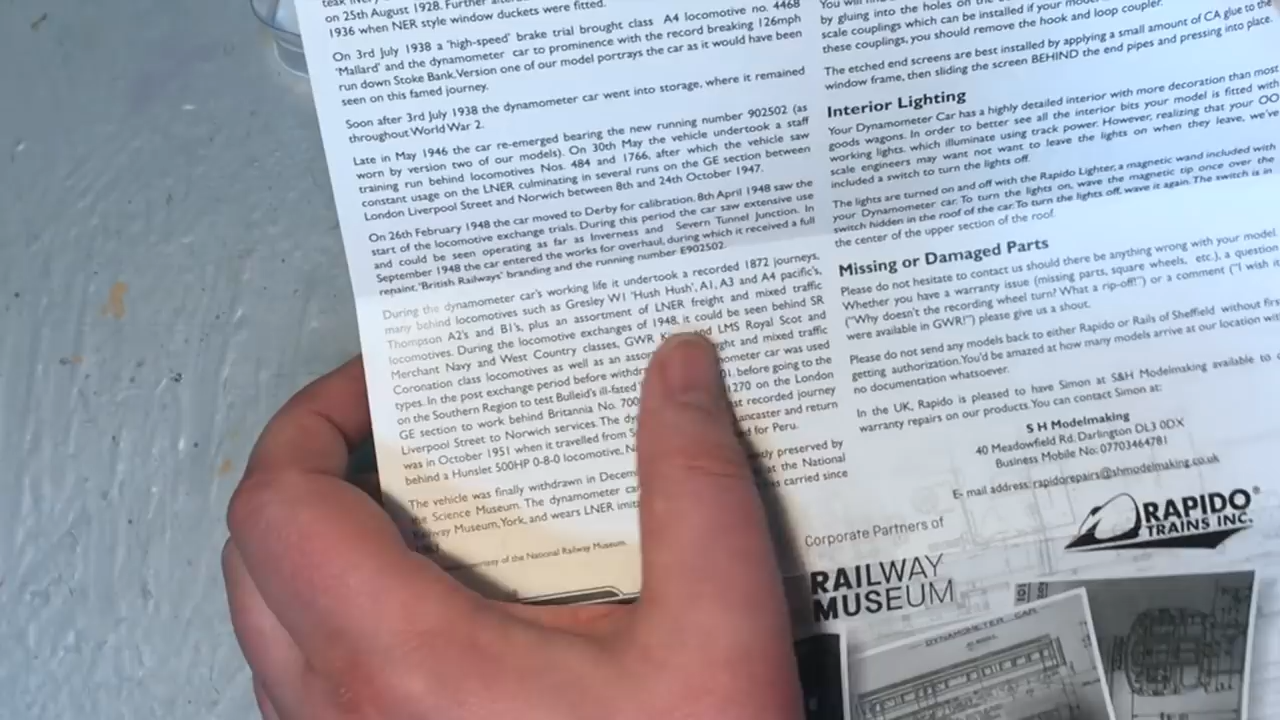 on 25th August 1928. Further
1936 when NER style window duckets were fitted.
On 3rd July 1938 a 'high-speed' brake trial brought class A4 locomotive no. 4468
'Mallard' and the dynamometer car to prominence with the record breaking 126mph
run down Stoke Bank. Version one of our model portrays the car as it would have been
seen on this famed journey.
Soon after 3rd July 1938 the dynamometer car went into storage, where it remained
throughout World War 2.
Late in May 1946 the car re-emerged bearing the new running number 902502 (as
worn by version two of our models). On 30th May the vehicle undertook a staff
training run behind locomotives Nos. 484 and 1766, after which the vehicle saw
constant usage on the LNER culminating in several runs on the GE section between
London Liverpool Street and Norwich between 8th and 24th October 1947.
On 26th February 1948 the car moved to Derby for calibration. 8th April 1948 saw the
start of the locomotive exchange trials. During this period the car saw extensive use
and could be seen operating as far as Inverness and Severn Tunnel Junction. In
September 1948 the car entered the works for overhaul, during which it received a full
repaint, 'British Railways' branding and the running number E902502.
During the dynamometer car's working life it undertook a recorded 1872 journeys,
many behind locomotives such as Gresley W1 'Hush Hush', A1, A3 and A4 pacific's,
Thompson A2's and B1's, plus an assortment of LNER freight and mixed traffic
locomotives. During the locomotive exchanges of 1948, it could be seen behind SR
Merchant Navy and West Country classes, GWR and LMS Royal Scot and
Coronation class locomotives as well as an and mixed traffic
types. In the post exchange period before car was used
on the Southern Region to test Bulleid's ill-fated before going to the
GE section to work behind Britannia No. on the London
Liverpool Street to Norwich services. The recorded journey
was in October 1951 when it travelled from and return
behind a Hunslet 500HP 0-8-0 locomotive, for Peru.
The vehicle was finally withdrawn in preserved by
the Science Museum. The dynamometer at the National
Railway Museum, York, and wears LNER carried since
of the National Railway Museum.
by gluing into the holes on the
scale couplings which can be installed if your
these couplings, you should remove the hook and loop coupler.
The etched end screens are best installed by applying a small amount of CA glue to the
window frame, then sliding the screen BEHIND the end pipes and pressing into place.
Interior Lighting
Your Dynamometer Car has a highly detailed interior with more decoration than most
goods wagons. In order to better see all the interior bits your model is fitted with
working lights, which illuminate using track power. However, realizing that your OO
scale engineers may want not want to leave the lights on when they leave, we've
included a switch to turn the lights off.
The lights are turned on and off with the Rapido Lighter, a magnetic wand included with
your Dynamometer car. To turn the lights on, wave the magnetic tip once over the
switch hidden in the roof of the car. To turn the lights off, wave it again. The switch is in
the center of the upper section of the roof.
Missing or Damaged Parts
Please do not hesitate to contact us should there be anything wrong with your model.
Whether you have a warranty issue (missing parts, square wheels, etc.), a question
("Why doesn't the recording wheel turn? What a rip-off!") or a comment ("I wish it
were available in GWR!") please give us a shout.
Please do not send any models back to either Rapido or Rails of Sheffield without first
getting authorization. You'd be amazed at how many models arrive at our location with
no documentation whatsoever.
In the UK, Rapido is pleased to have Simon at S&H Modelmaking available to
warranty repairs on our products. You can contact Simon at:
S H Modelmaking
40 Meadowfield Rd, Darlington DL3 0DX
Business Mobile No: 07703464781
E- mail address: rapidorepairs@shmodelmaking.co.uk
Corporate Partners of
RAILWAY
MUSEUM
RAPIDO
TRAINS INC.
DYNAMOMETER CAR